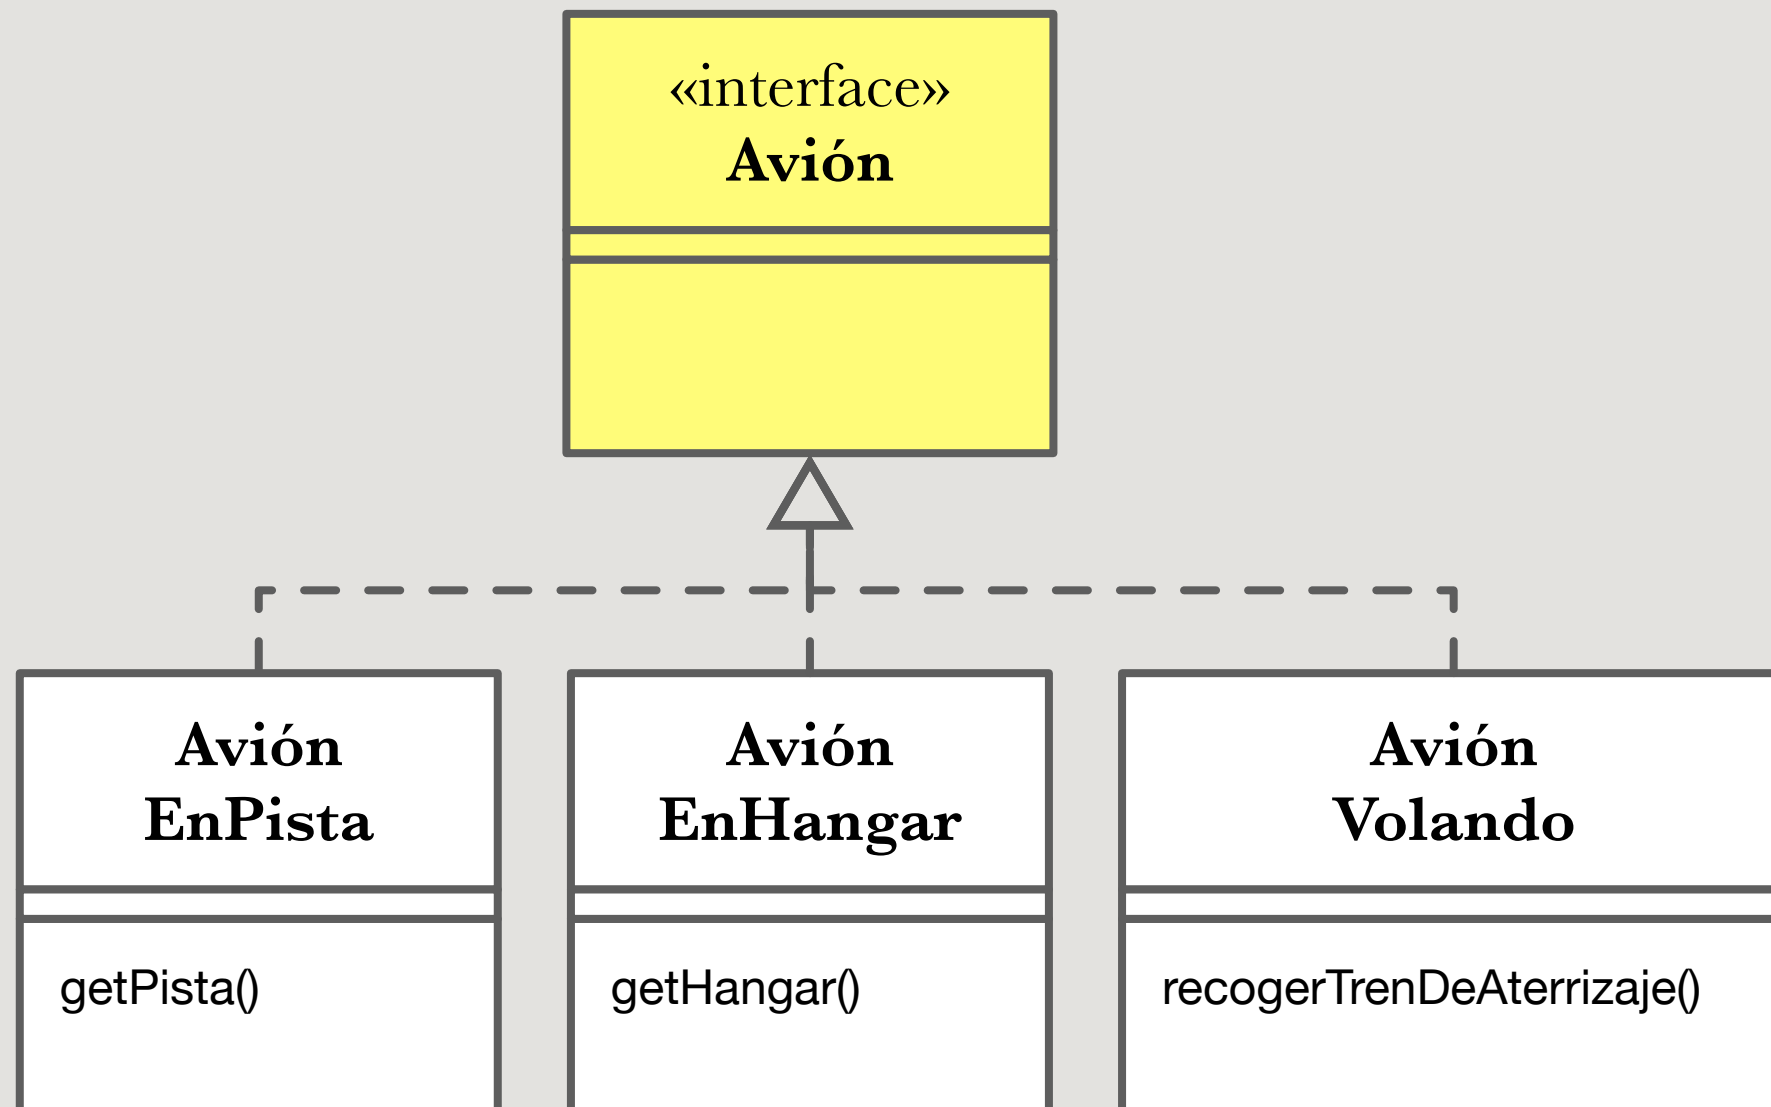 «interface»
Avión
Avión
EnPista
getPista()
Avión
EnHangar
getHangar()
Avión
Volando
recogerTrenDeAterrizaje()